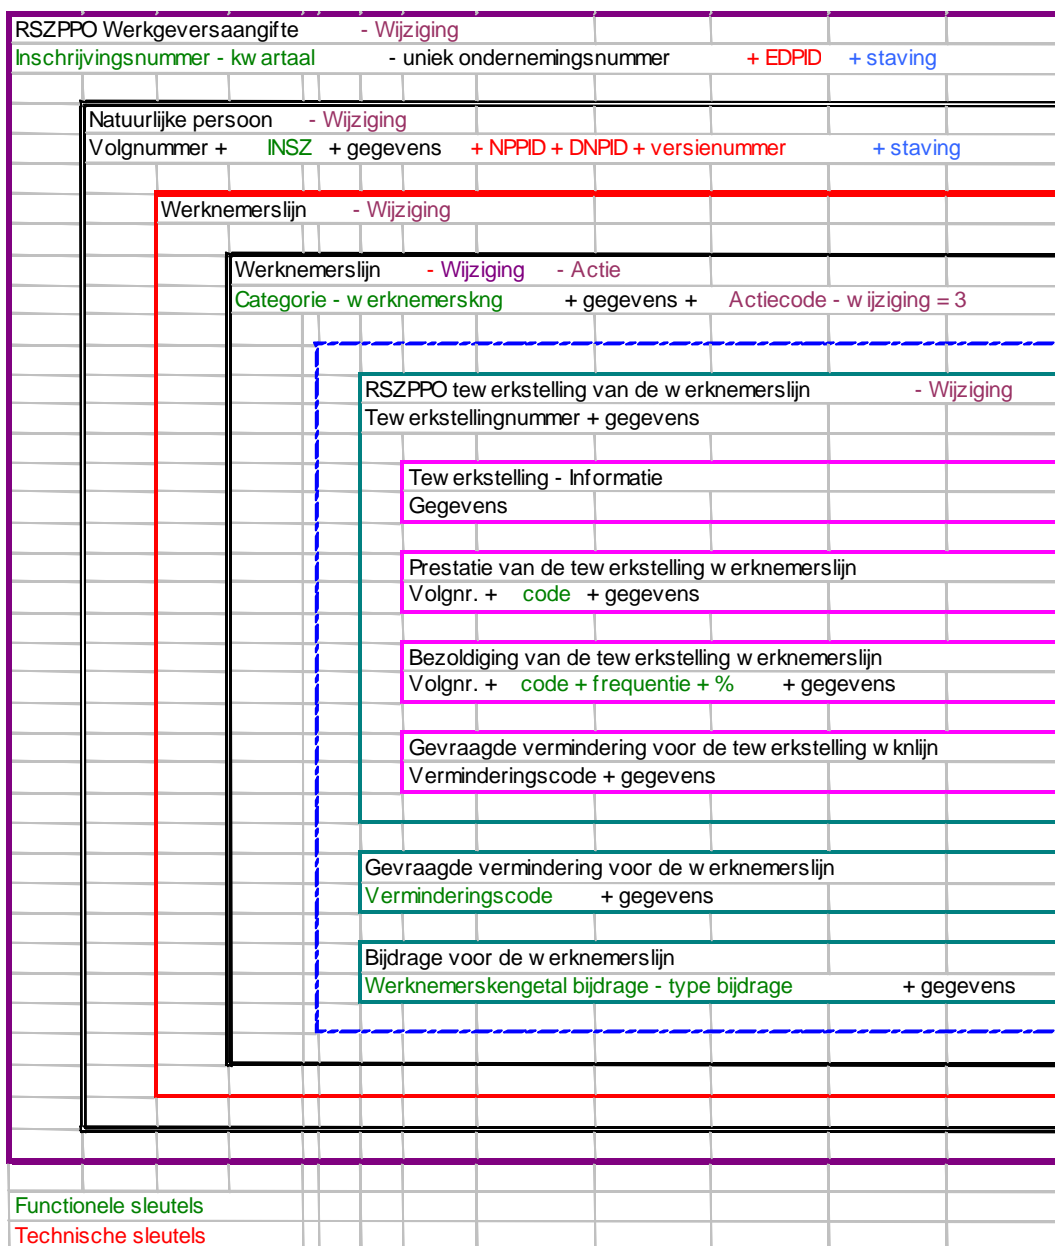 RSZPPO Werkgeversaangifte - Wijziging
Inschrijvingsnummer - kwartaal - uniek ondernemingsnummer + EDPID + staving
Natuurlijke persoon - Wijziging
Volgnummer + INSZ + gegevens + NPPID + DNPID + versienummer + staving
Werknemerslijn - Wijziging
Werknemerslijn - Wijziging - Actie
Categorie - werknemerskng + gegevens + Actiecode - wijziging = 3
RSZPPO tewerkstelling van de werknemerslijn - Wijziging
Tewerkstellingnummer + gegevens
Tewerkstelling - Informatie
Gegevens
Prestatie van de tewerkstelling werknemerslijn
Volgnr. + code + gegevens
Bezoldiging van de tewerkstelling werknemerslijn
Volgnr. + code + frequentie + % + gegevens
Gevraagde vermindering voor de tewerkstelling wknlijn
Verminderingscode + gegevens
Gevraagde vermindering voor de werknemerslijn
Verminderingscode + gegevens
Bijdrage voor de werknemerslijn
Werknemerskengetal bijdrage - type bijdrage + gegevens
Functionele sleutels
Technische sleutels